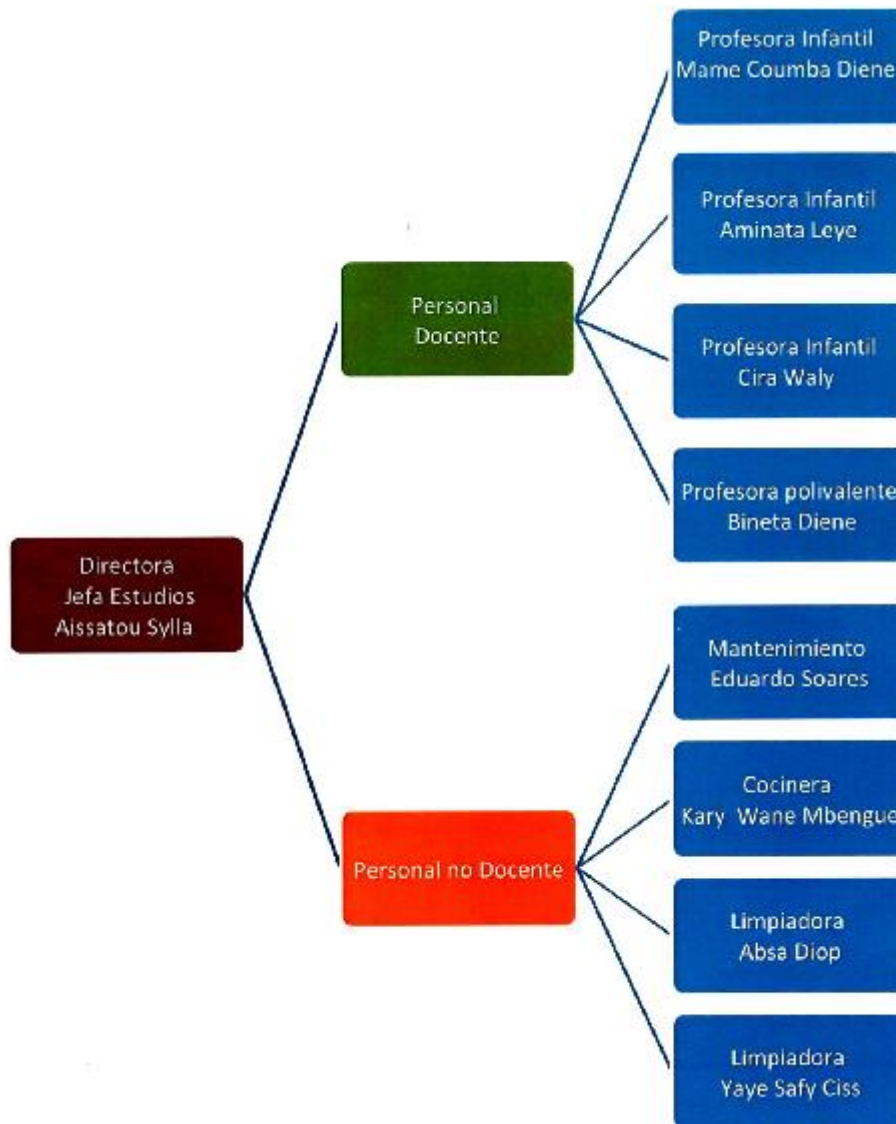 Profesora Infantil
Mame Coumba Diene
Profesora Infantil
Aminata Leye
Personal
Docente
Profesora Infantil
Cira Waly
Profesora polivalente
Bineta Diene
Directora
Jefa Estudios
Aissatou Sylla
Mantenimiento
Eduardo Soares
Cocinera
Kary Wane Mbengue
Personal no Docente
Limpiadora
Absa Diop
Limpiadora
Yaye Safy Ciss